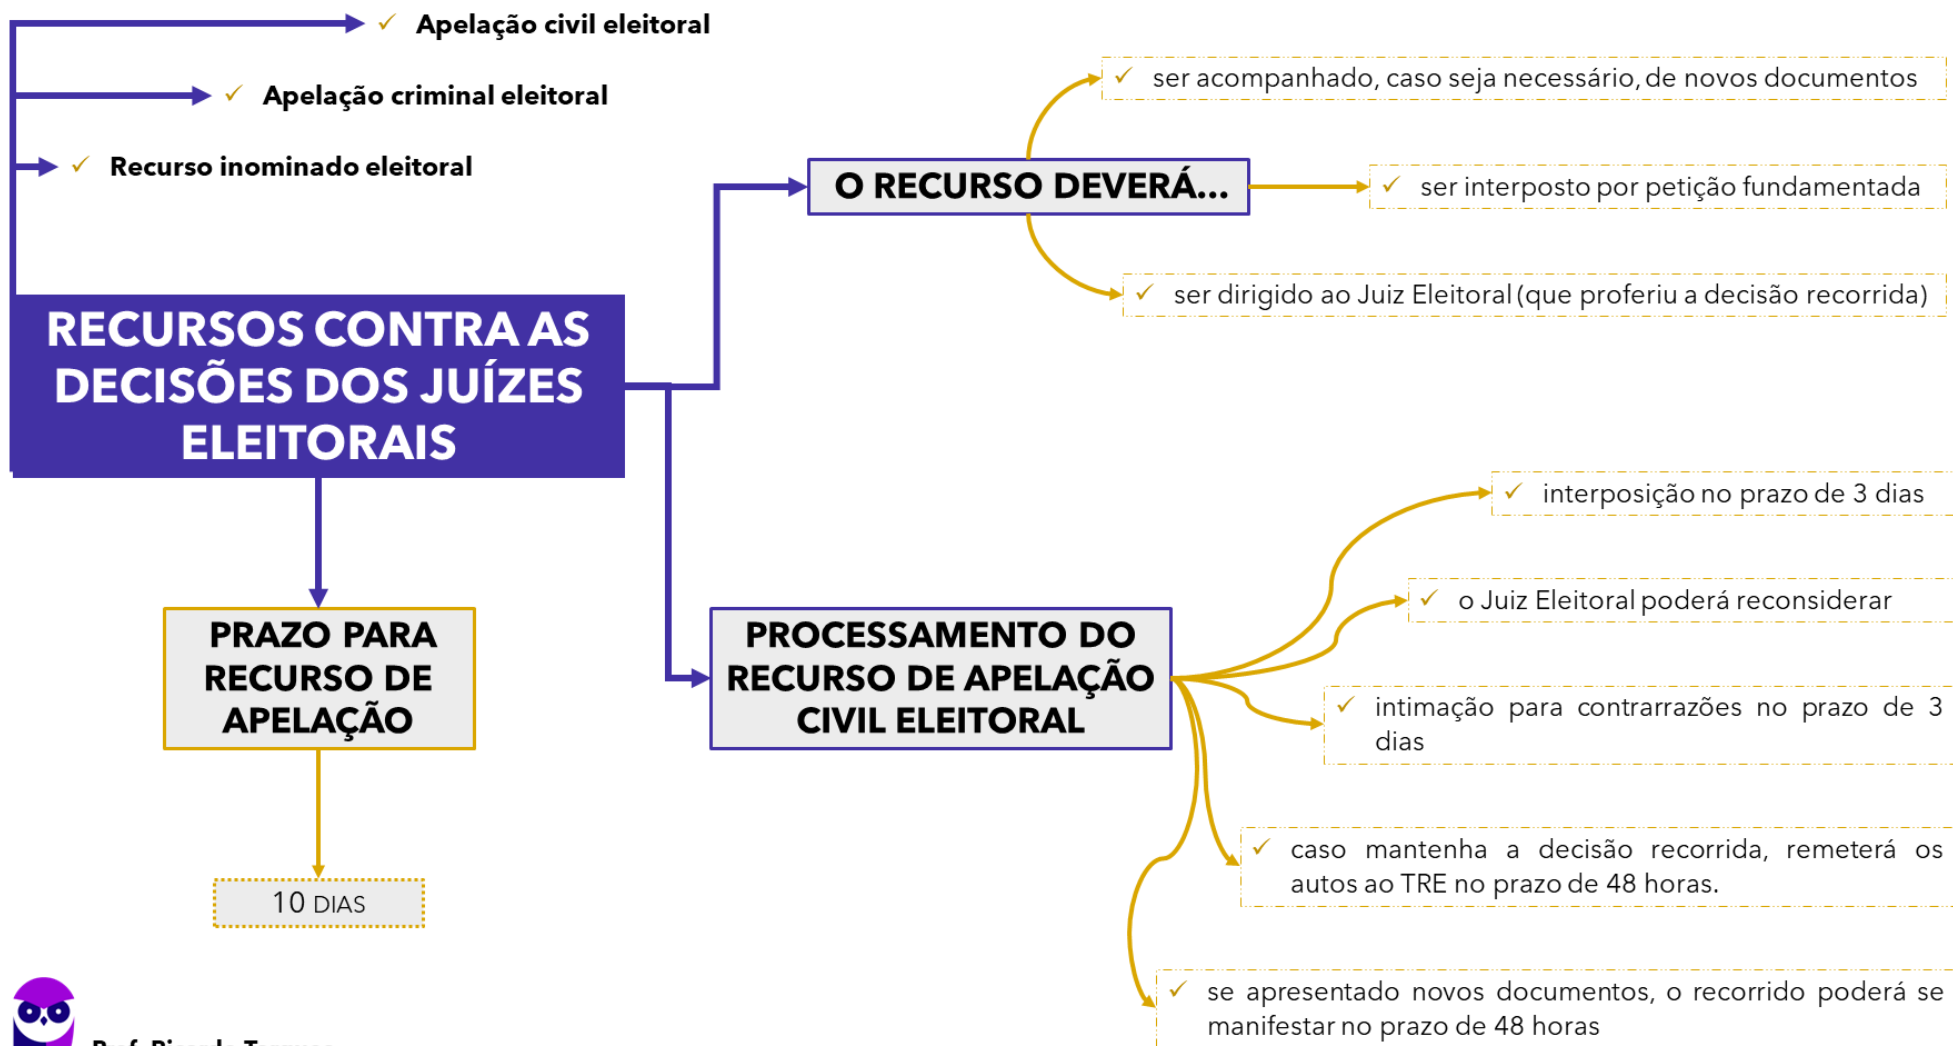 Apelação civil eleitoral
Apelação criminal eleitoral
Recurso inominado eleitoral
RECURSOS CONTRA AS
DECISÕES DOS JUÍZES
ELEITORAIS
O RECURSO DEVERÁ...
ser acompanhado, caso seja necessário, de novos documentos
ser interposto por petição fundamentada
ser dirigido ao Juiz Eleitoral (que proferiu a decisão recorrida)
PRAZO PARA
RECURSO DE
APELAÇÃO
10 DIAS
PROCESSAMENTO DO
RECURSO DE APELAÇÃO
CIVIL ELEITORAL
interposição no prazo de 3 dias
o Juiz Eleitoral poderá reconsiderar
intimação para contrarrazões no prazo de 3
dias
caso mantenha a decisão recorrida, remeterá os
autos ao TRE no prazo de 48 horas.
se apresentado novos documentos, o recorrido poderá se
manifestar no prazo de 48 horas
Prof. Ricardo